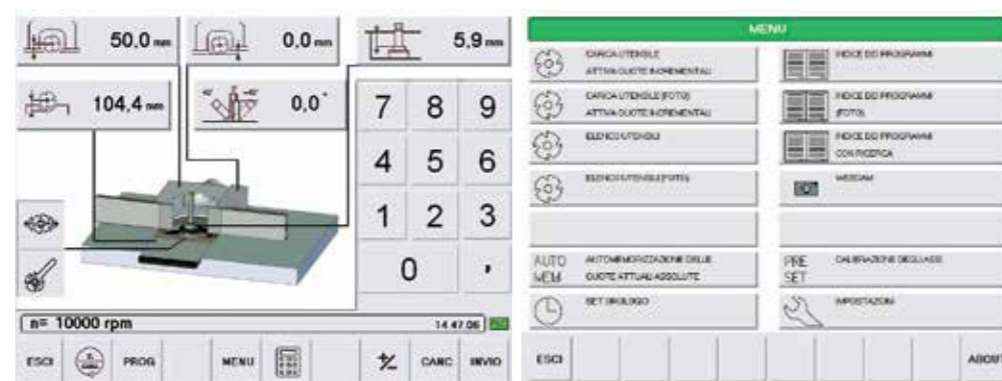 50,0 mm
0,0 mm
5,9 mm
104,4 mm
45° -45°
0,0 °
7 8 9
4 5 6
1 2 3
0 ,
n= 10000 rpm
14.47.06
ESCI
PROG
MENU
+/-
CANC
INVIO
MENU
CARICA UTENSILE
ATTIVA QUOTE INCREMENTALI
INDICE DEI PROGRAMMI
CARICA UTENSILE (FOTO)
ATTIVA QUOTE INCREMENTALI
INDICE DEI PROGRAMMI
(FOTO)
ELENCO UTENSILI
INDICE DEI PROGRAMMI
CON RICERCA
ELENCO UTENSILI (FOTO)
WEBCAM
AUTO
MEM
AUTOMEMORIZZAZIONE DELLE
QUOTE ATTUALI ASSOLUTE
PRE
SET
CALIBRAZIONE DEGLI ASSI
SET OROLOGIO
IMPOSTAZIONI
ESCI
ABOUT